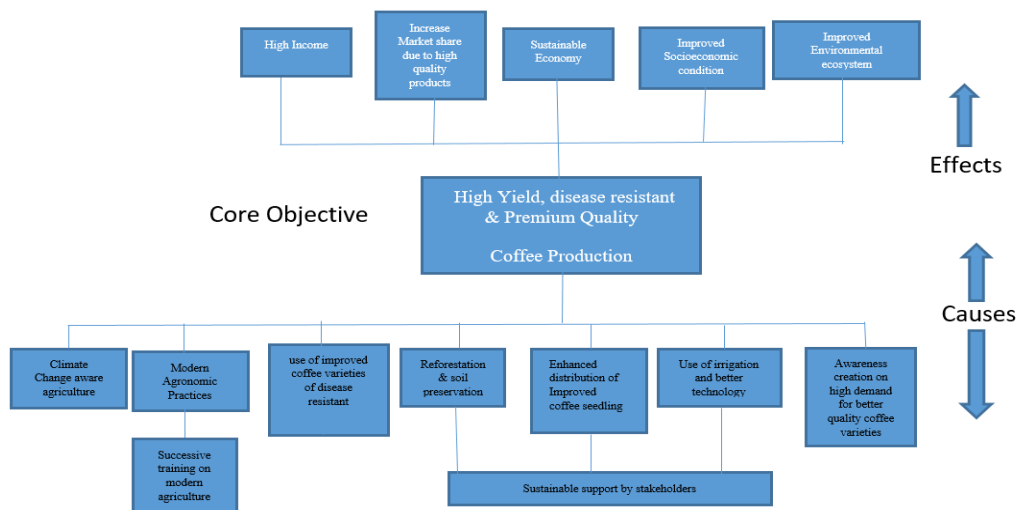 High Income
Increase
Market share
due to high
quality
products
Sustainable
Economy
Improved
Socioeconomic
condition
Improved
Environmental
ecosystem
Effects
Core Objective
High Yield, disease resistant
& Premium Quality
Coffee Production
Causes
Climate
Change aware
agriculture
Modern
Agronomic
Practices
use of improved
coffee varieties
of disease
resistant
Reforestation
& soil
preservation
Enhanced
distribution of
Improved
coffee seedling
Use of irrigation
and better
technology
Awareness
creation on
high demand
for better
quality coffee
varieties
Successive
training on
modern
agriculture
Sustainable support by stakeholders